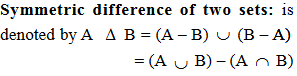 Symmetric difference of two sets: is
denoted by A Δ B = (A – B) ∪ (B – A)
= (A ∪ B) – (A ∩ B)